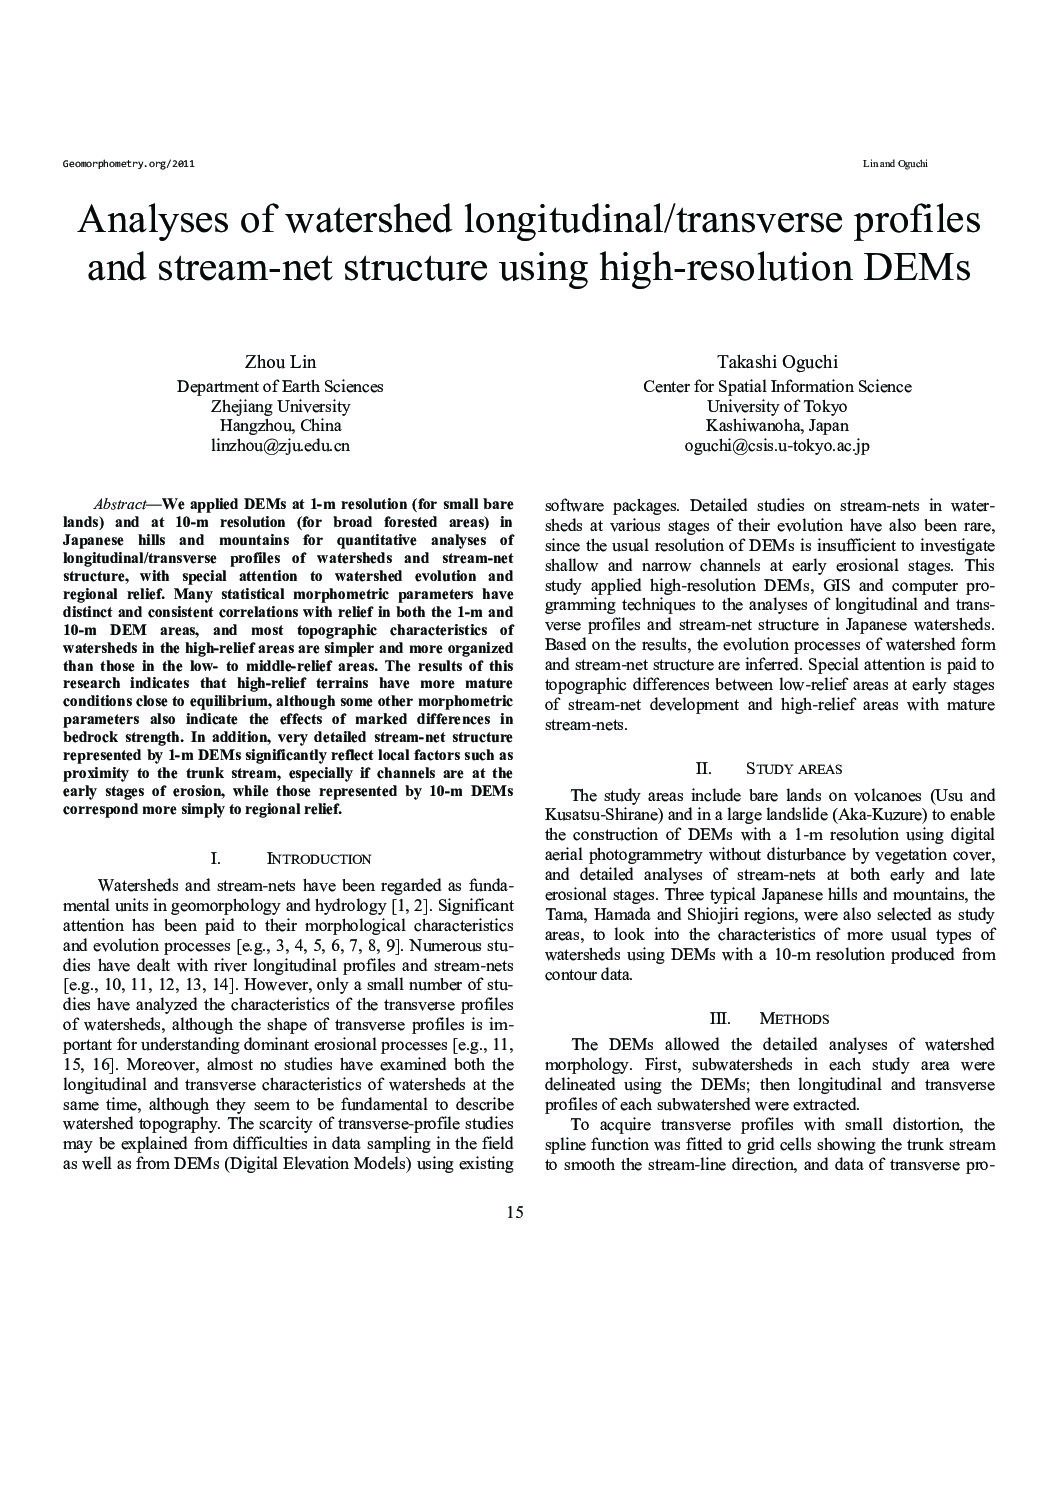 Geomorphometry.org/2011
Lin and Oguchi
Analyses of watershed longitudinal/transverse profiles
and stream-net structure using high-resolution DEMs
Zhou Lin
Department of Earth Sciences
Zhejiang University
Hangzhou, China
linzhou@zju.edu.cn
Takashi Oguchi
Center for Spatial Information Science
University of Tokyo
Kashiwanoha, Japan
oguchi@csis.u-tokyo.ac.jp
Abstract—We applied DEMs at 1-m resolution (for small bare
lands) and at 10-m resolution (for broad forested areas) in
Japanese hills and mountains for quantitative analyses of
longitudinal/transverse profiles of watersheds and stream-net
structure, with special attention to watershed evolution and
regional relief. Many statistical morphometric parameters have
distinct and consistent correlations with relief in both the 1-m and
10-m DEM areas, and most topographic characteristics of
watersheds in the high-relief areas are simpler and more organized
than those in the low- to middle-relief areas. The results of this
research indicates that high-relief terrains have more mature
conditions close to equilibrium, although some other morphometric
parameters also indicate the effects of marked differences in
bedrock strength. In addition, very detailed stream-net structure
represented by 1-m DEMs significantly reflect local factors such as
proximity to the trunk stream, especially if channels are at the
early stages of erosion, while those represented by 10-m DEMs
correspond more simply to regional relief.
I. INTRODUCTION
Watersheds and stream-nets have been regarded as funda-
mental units in geomorphology and hydrology [1, 2]. Significant
attention has been paid to their morphological characteristics
and evolution processes [e.g., 3, 4, 5, 6, 7, 8, 9]. Numerous stu-
dies have dealt with river longitudinal profiles and stream-nets
[e.g., 10, 11, 12, 13, 14]. However, only a small number of stu-
dies have analyzed the characteristics of the transverse profiles
of watersheds, although the shape of transverse profiles is im-
portant for understanding dominant erosional processes [e.g., 11,
15, 16]. Moreover, almost no studies have examined both the
longitudinal and transverse characteristics of watersheds at the
same time, although they seem to be fundamental to describe
watershed topography. The scarcity of transverse-profile studies
may be explained from difficulties in data sampling in the field
as well as from DEMs (Digital Elevation Models) using existing
software packages. Detailed studies on stream-nets in water-
sheds at various stages of their evolution have also been rare,
since the usual resolution of DEMs is insufficient to investigate
shallow and narrow channels at early erosional stages. This
study applied high-resolution DEMs, GIS and computer pro-
gramming techniques to the analyses of longitudinal and trans-
verse profiles and stream-net structure in Japanese watersheds.
Based on the results, the evolution processes of watershed form
and stream-net structure are inferred. Special attention is paid to
topographic differences between low-relief areas at early stages
of stream-net development and high-relief areas with mature
stream-nets.
II. STUDY AREAS
The study areas include bare lands on volcanoes (Usu and
Kusatsu-Shirane) and in a large landslide (Aka-Kuzure) to enable
the construction of DEMs with a 1-m resolution using digital
aerial photogrammetry without disturbance by vegetation cover,
and detailed analyses of stream-nets at both early and late
erosional stages. Three typical Japanese hills and mountains, the
Tama, Hamada and Shiojiri regions, were also selected as study
areas, to look into the characteristics of more usual types of
watersheds using DEMs with a 10-m resolution produced from
contour data.
III. METHODS
The DEMs allowed the detailed analyses of watershed
morphology. First, subwatersheds in each study area were
delineated using the DEMs; then longitudinal and transverse
profiles of each subwatershed were extracted.
To acquire transverse profiles with small distortion, the
spline function was fitted to grid cells showing the trunk stream
to smooth the stream-line direction, and data of transverse pro-
15